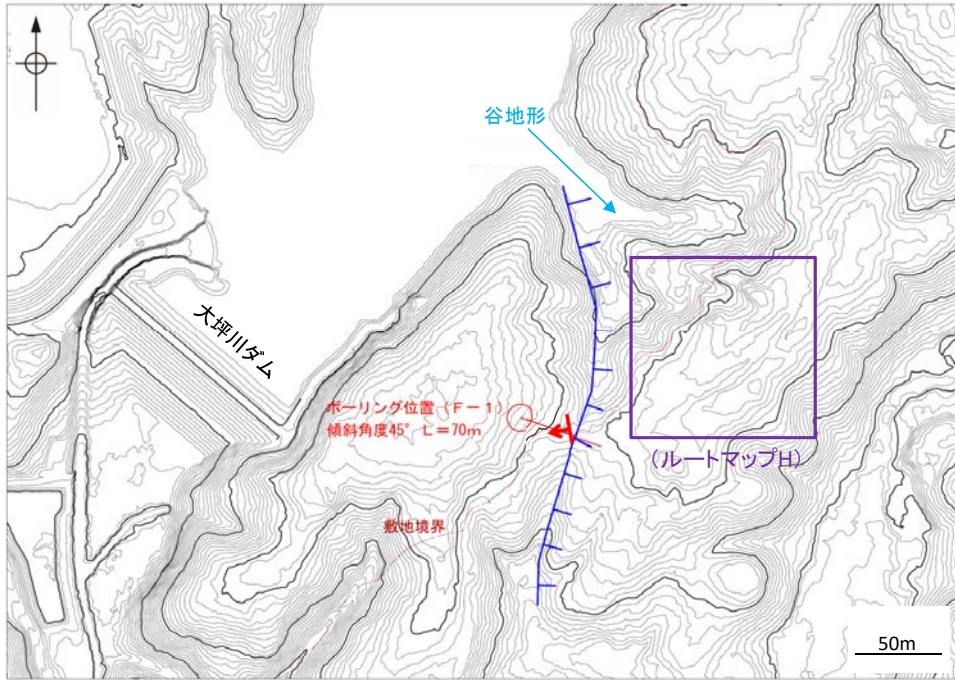 谷地形
大坪川ダム
ボーリング位置（F－1）
傾斜角度45° L＝70m
(ルートマップH)
敷地境界
50m